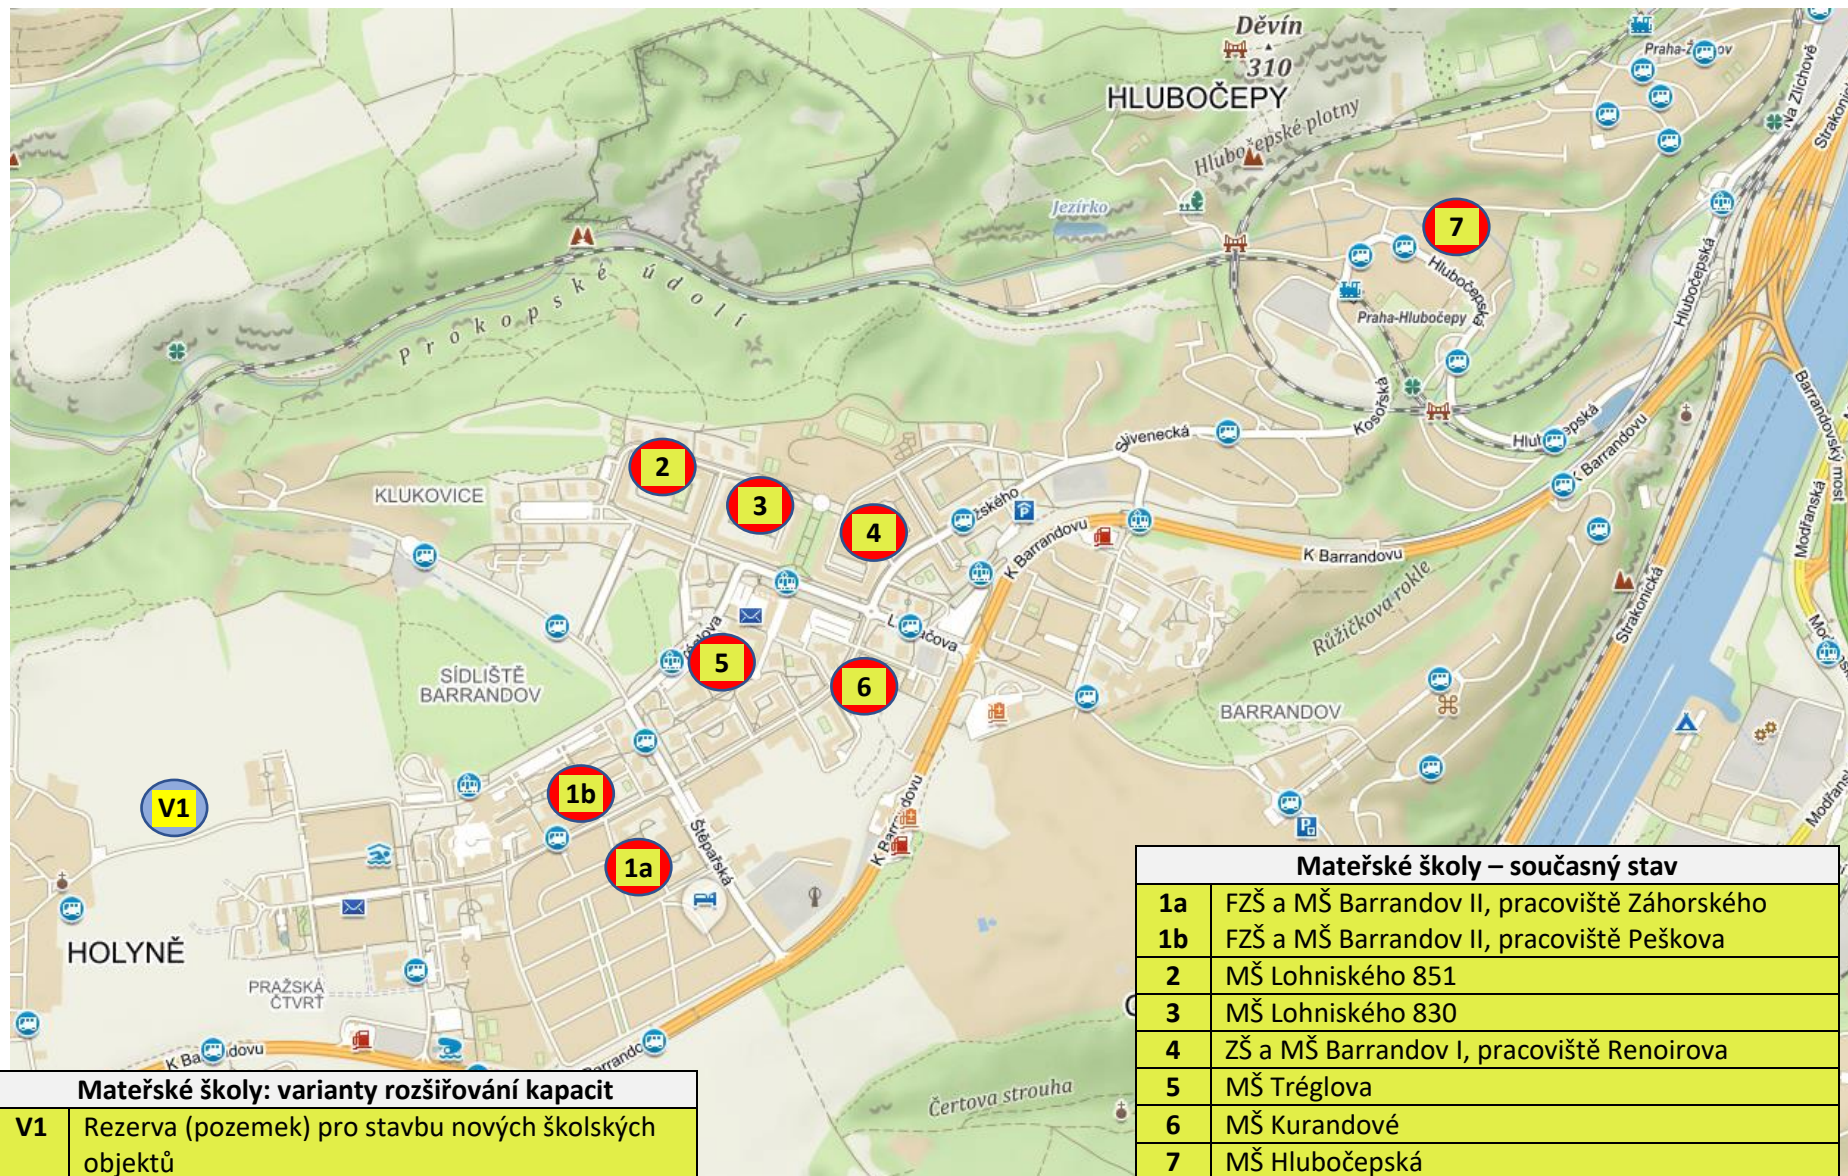 Děvín
310
HLUBOČEPY
Hlubočepské plotny
Na Zlíchově
Jezírko
7
Hlubočepská
Hlubočepská
Praha-Hlubočepy
Prokopské údolí
Barrandovský most
Kosořská
Slivenecká
K Barrandovu
2
KLUKOVICE
3
4
K Barrandovu
K Barrandovu
Modřanská
Růžičkova rokle
Strakonická
5
6
SÍDLIŠTĚ
BARRANDOV
BARRANDOV
V1
1b
1a
Štěpařská
HOLYNĚ
PRAŽSKÁ
ČTVRŤ
Čertova strouha
Mateřské školy – současný stav
1a FZŠ a MŠ Barrandov II, pracoviště Záhorského
1b FZŠ a MŠ Barrandov II, pracoviště Peškova
2 MŠ Lohniského 851
3 MŠ Lohniského 830
4 ZŠ a MŠ Barrandov I, pracoviště Renoirova
5 MŠ Tréglova
6 MŠ Kurandové
7 MŠ Hlubočepská
Mateřské školy: varianty rozšiřování kapacit
V1 Rezerva (pozemek) pro stavbu nových školských
objektů